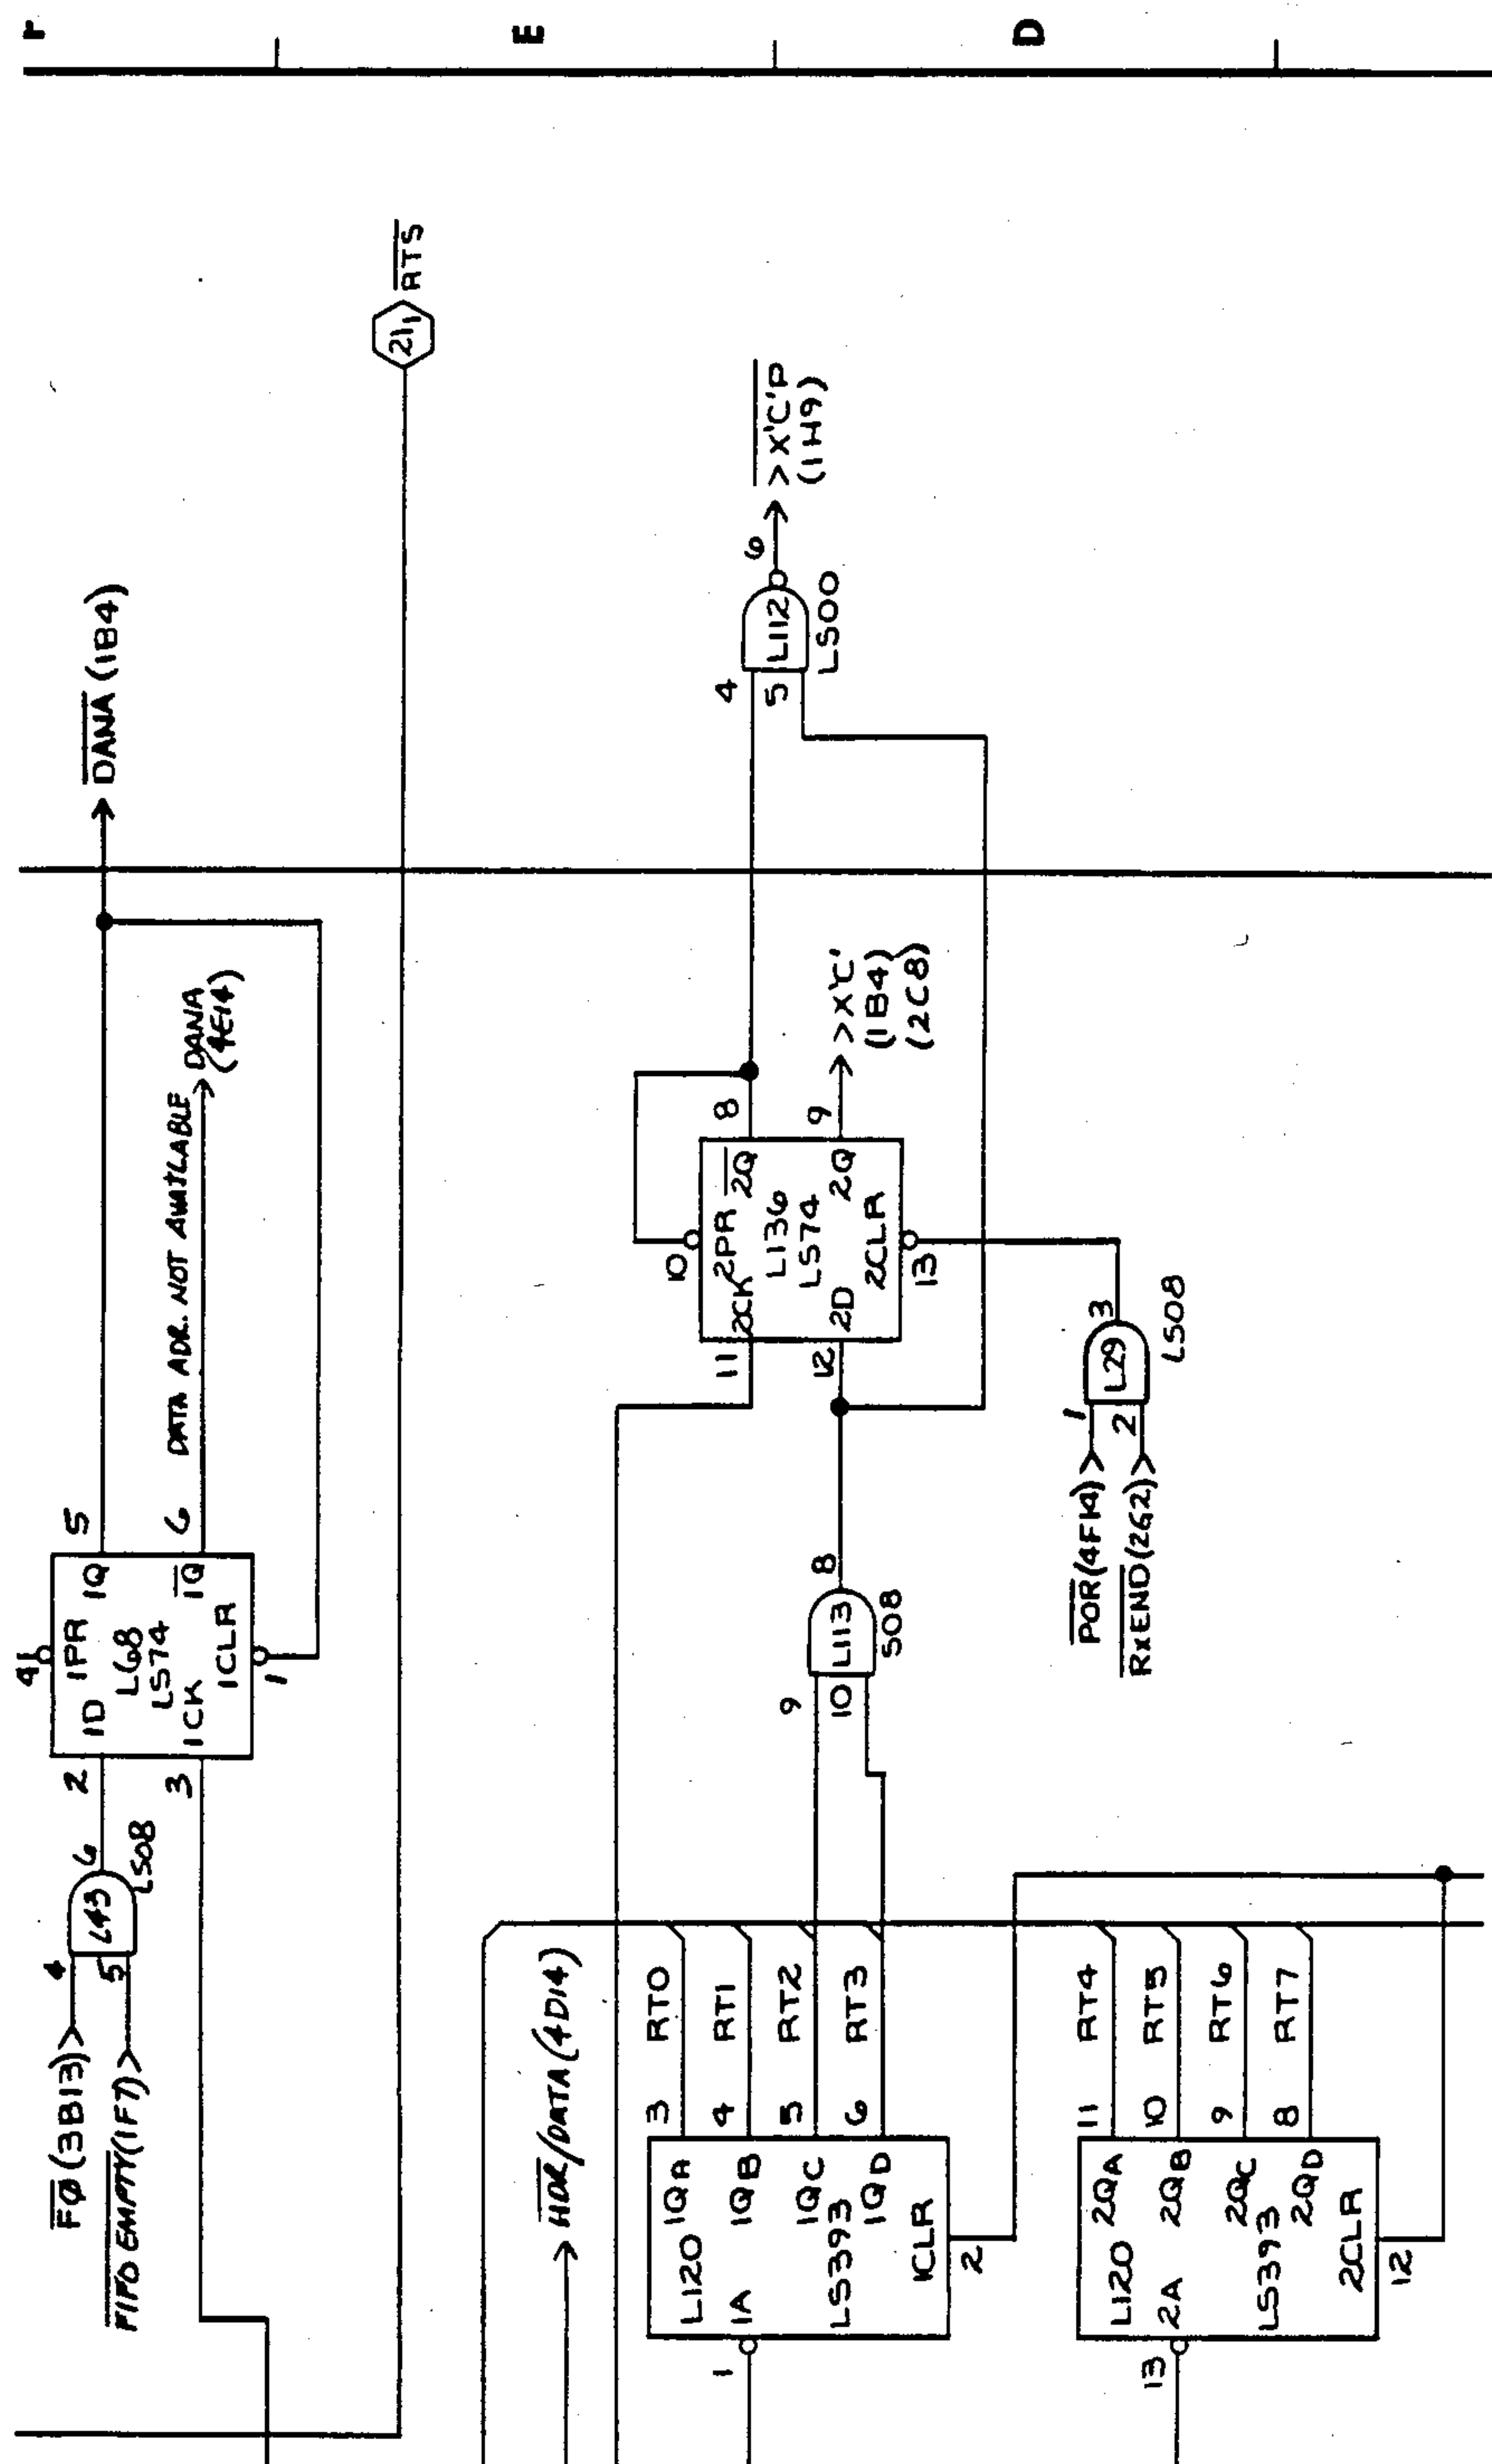 F
E
D
DANA (1B4)
DATA ADR. NOT AVAILABLE
DANA
(4E14)
FØ (3B13)
FIFO EMPTY (1F7)
4
5
L43
6
LS08
2
3
4
1D
1PR
1Q
L68
LS74
1CK
1Q
1CLR
5
6
1
211
RTS
HDR/DATA (4D14)
1
L120
1A
LS393
1QA
1QB
1QC
1QD
1CLR
2
3
4
5
6
RT0
RT1
RT2
RT3
9
10
L113
8
S08
11
12
10
2CK
2PR
2Q
L136
LS74
2D
2Q
2CLR
13
8
9
>X'C'
(1B4)
(2C8)
4
5
L112
6
LS00
>X'C'P
(1H9)
POR (4F14)
RxEND (2G2)
1
2
L29
3
LS08
13
L120
2A
LS393
2QA
2QB
2QC
2QD
2CLR
12
11
10
9
8
RT4
RT5
RT6
RT7